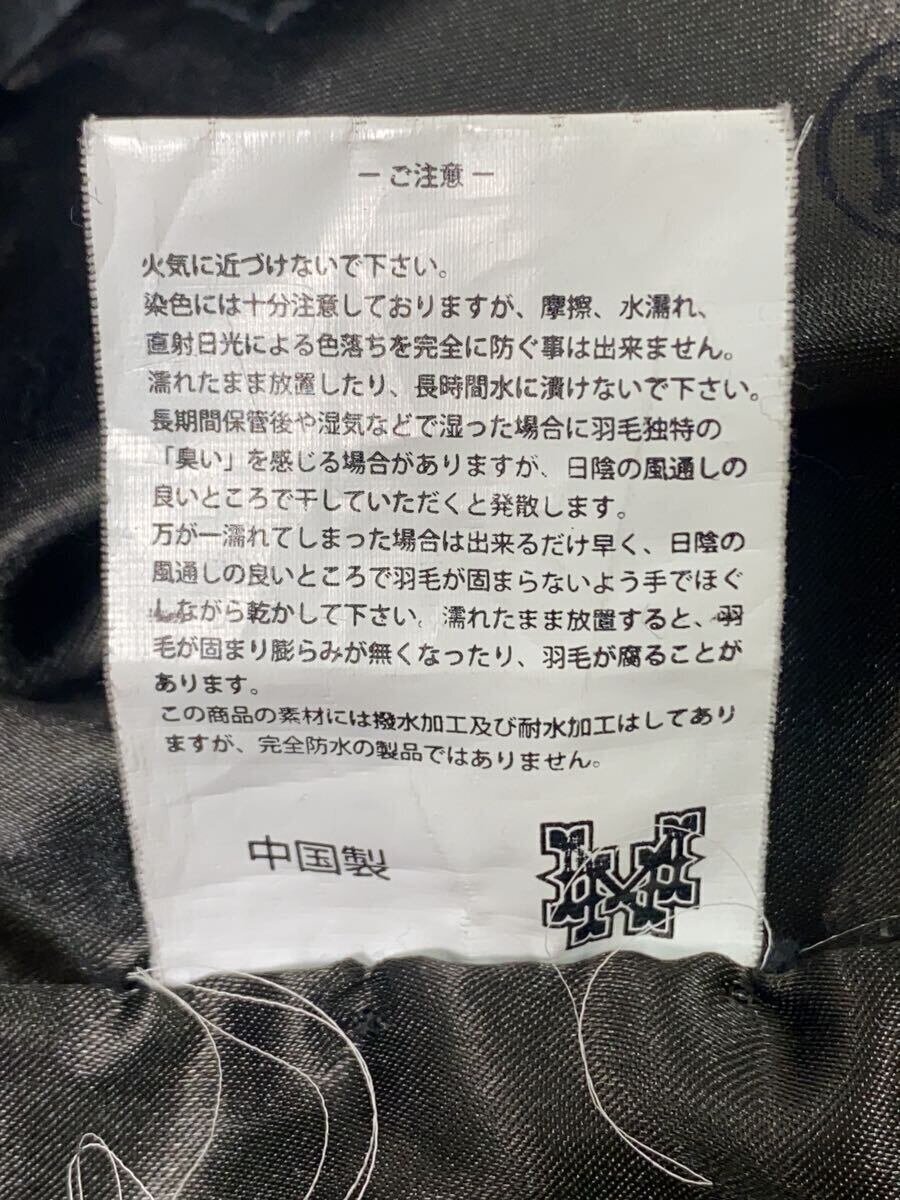 －ご注意－
火気に近づけないで下さい。
染色には十分注意しておりますが、摩擦、水濡れ、
直射日光による色落ちを完全に防ぐ事は出来ません。
濡れたまま放置したり、長時間水に漬けないで下さい。
長期間保管後や湿気などで湿った場合に羽毛独特の
「臭い」を感じる場合がありますが、日陰の風通しの
良いところで干していただくと発散します。
万が一濡れてしまった場合は出来るだけ早く、日陰の
風通しの良いところで羽毛が固まらないよう手でほぐ
しながら乾かして下さい。濡れたまま放置すると、羽
毛が固まり膨らみが無くなったり、羽毛が腐ることが
あります。
この商品の素材には撥水加工及び耐水加工はしてあり
ますが、完全防水の製品ではありません。
中国製